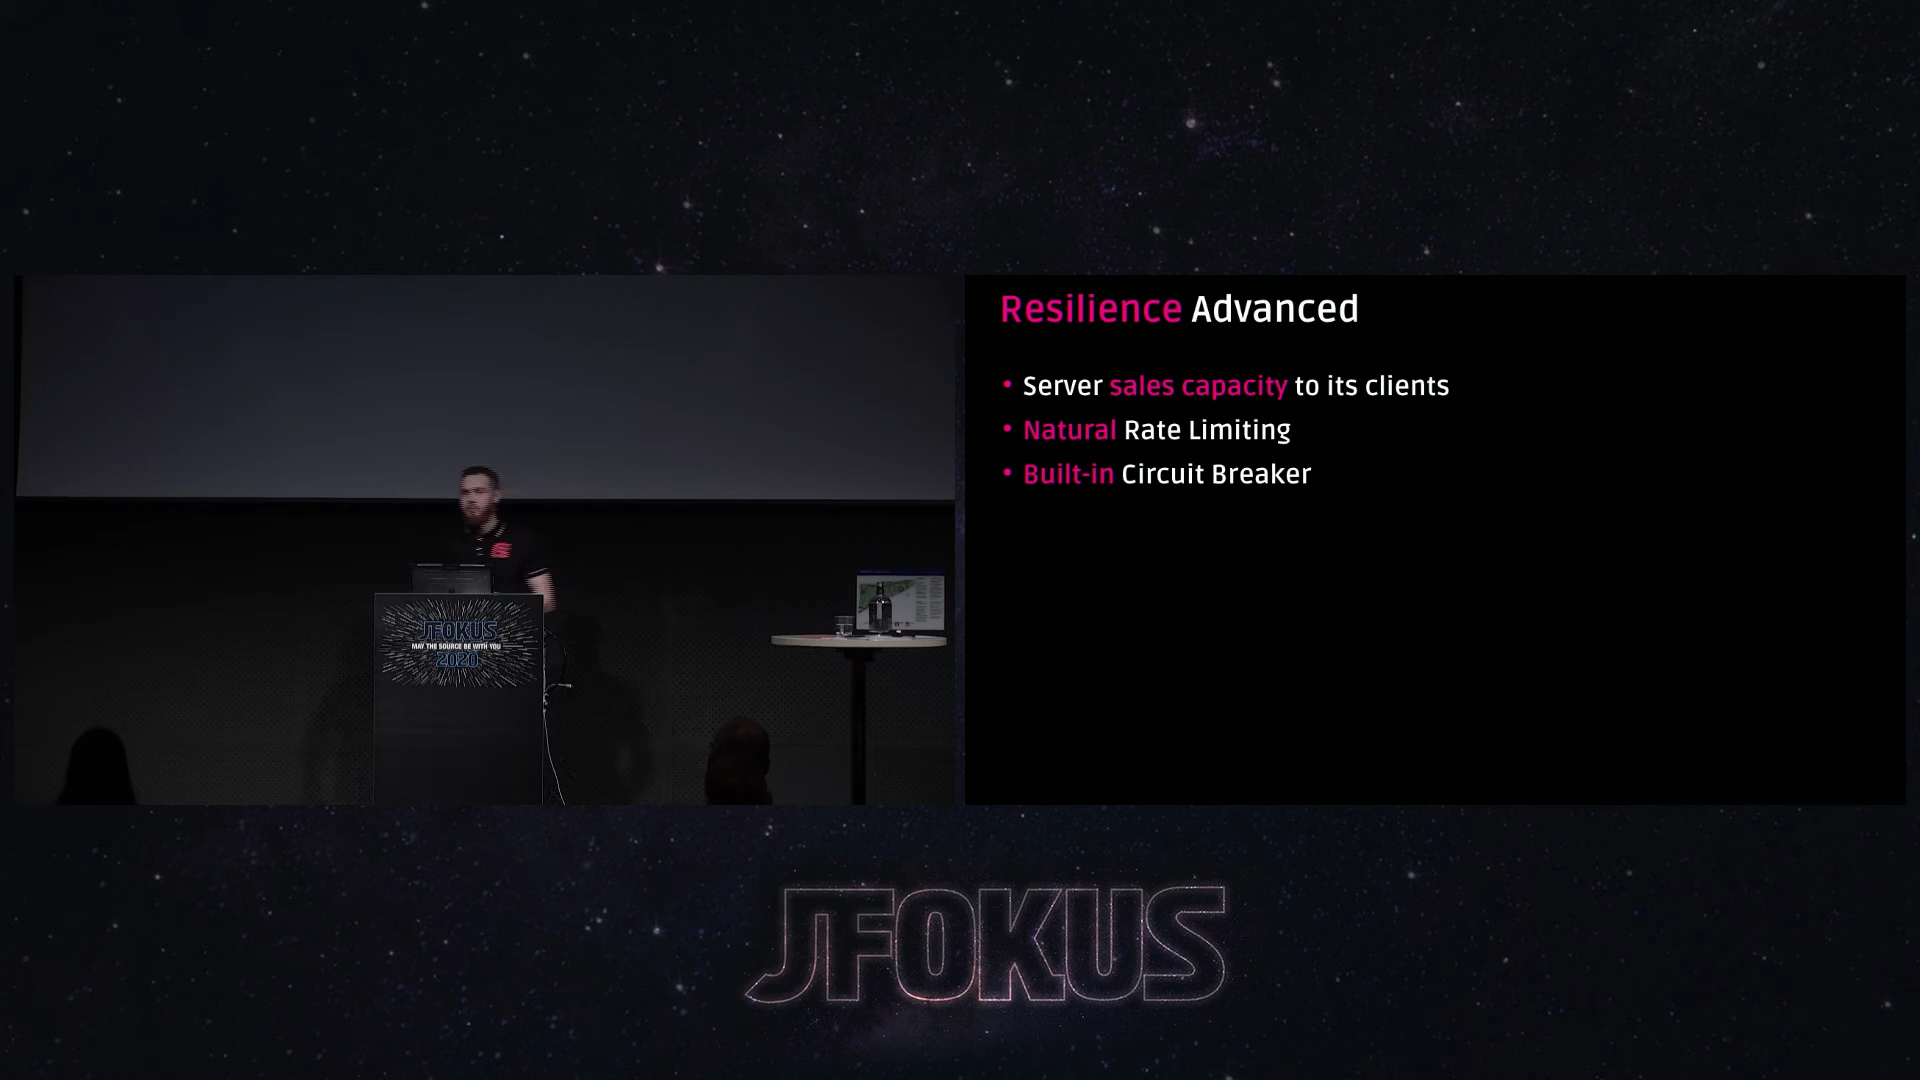 Resilience Advanced
• Server sales capacity to its clients
• Natural Rate Limiting
• Built-in Circuit Breaker
JFOKUS
MAY THE SOURCE BE WITH YOU
2020
JFOKUS